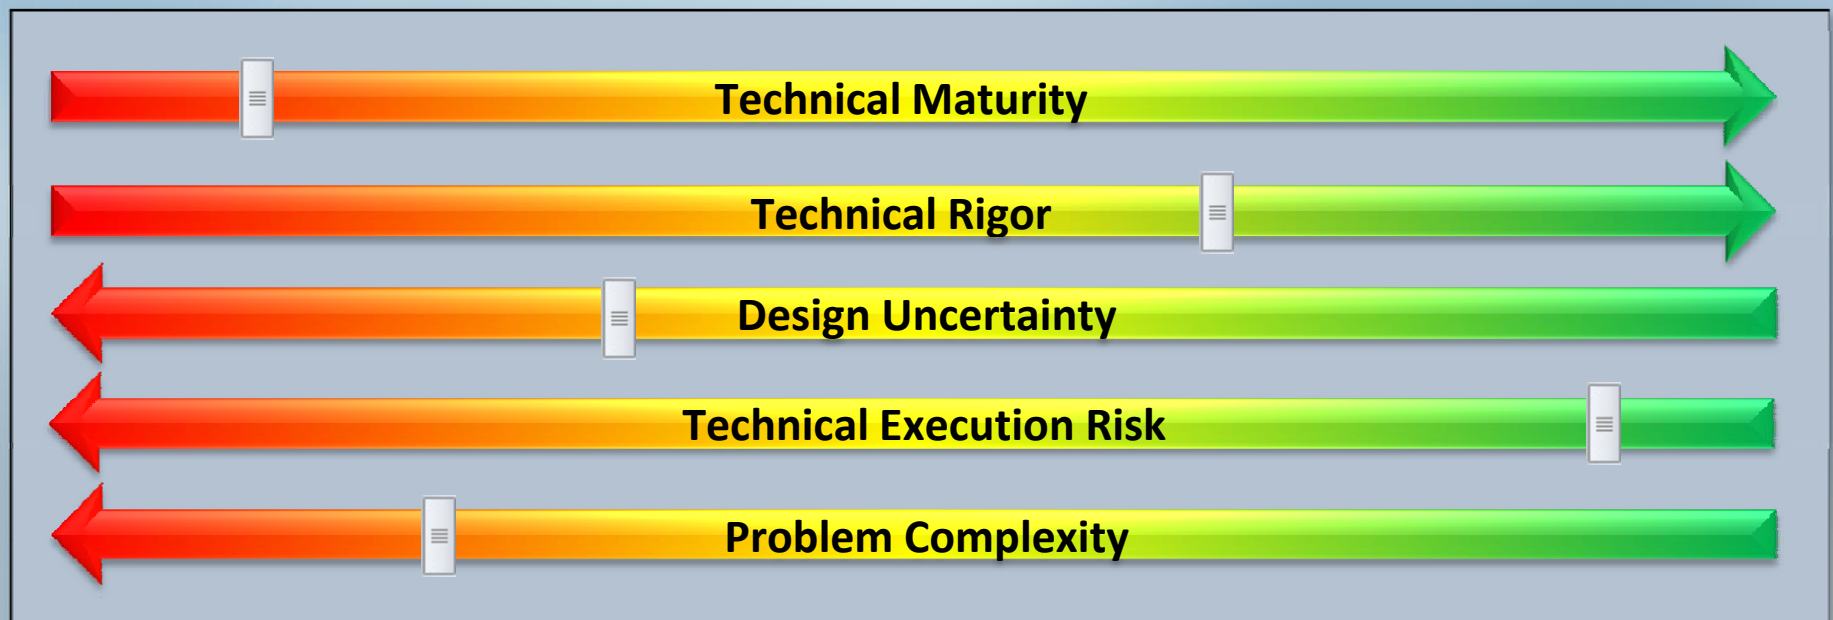 Technical Maturity
Technical Rigor
Design Uncertainty
Technical Execution Risk
Problem Complexity